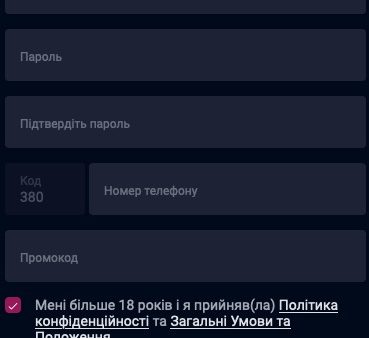 Пароль
Підтвердіть пароль
Код
380
Номер телефону
Промокод
Мені більше 18 років і я прийняв(ла) Політика
конфіденційності та Загальні Умови та
Положення